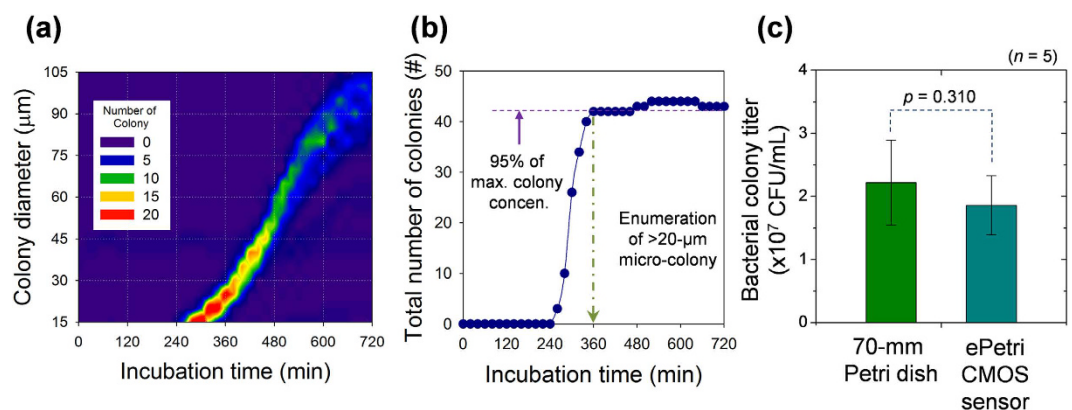 (a)
Colony diameter (μm)
105
90
75
60
45
30
15
Number of
Colony
0
5
10
15
20
0
120
240
360
480
600
720
Incubation time (min)
(b)
Total number of colonies (#)
50
40
30
20
10
0
95% of
max. colony
concen.
Enumeration
of >20-μm
micro-colony
0
120
240
360
480
600
720
Incubation time (min)
(c)
(n = 5)
Bacterial colony titer
(x10⁷ CFU/mL)
4
3
2
1
0
p = 0.310
70-mm
Petri dish
ePetri
CMOS
sensor